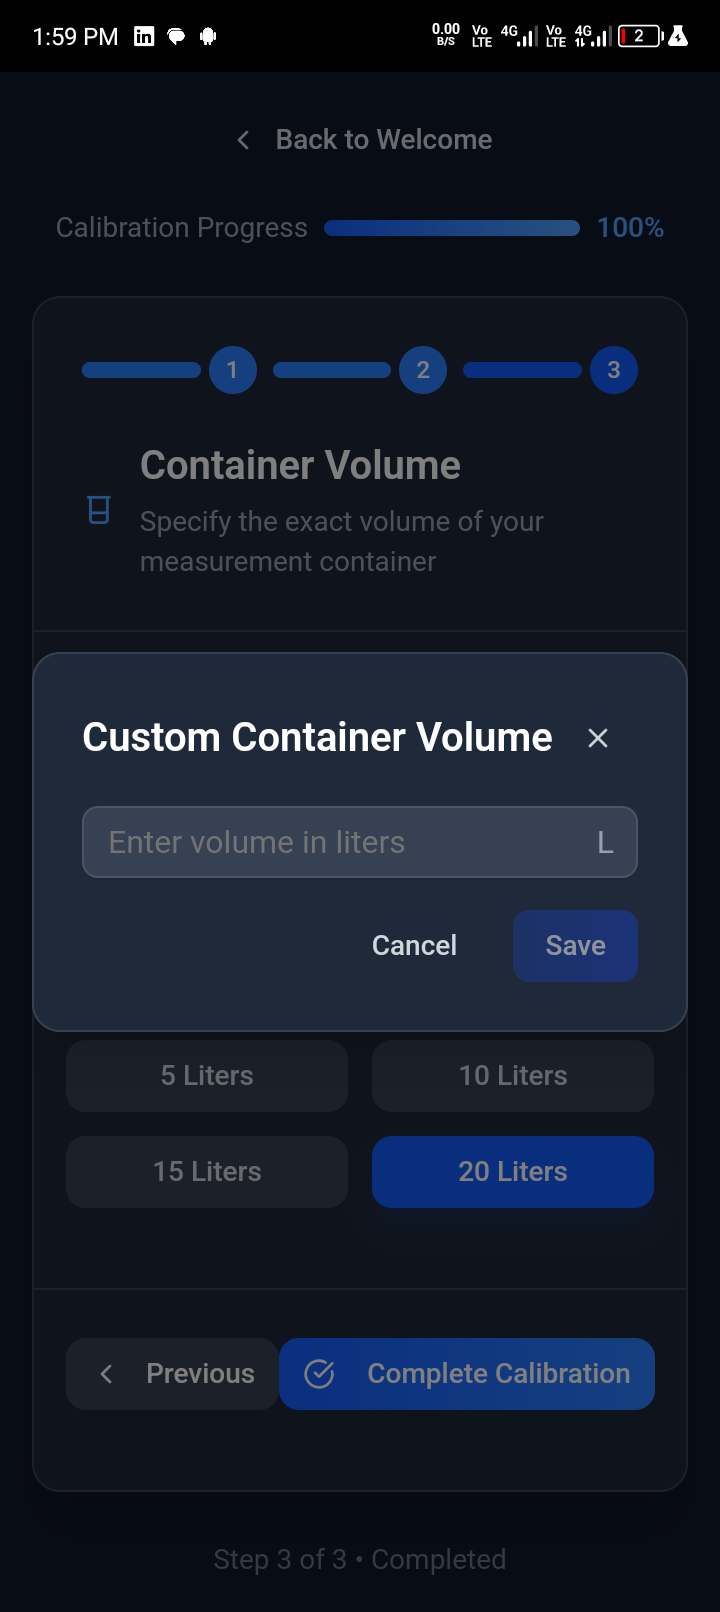 1:59 PM
0.00 B/S Vo LTE 4G Vo LTE 4G 2
Back to Welcome
Calibration Progress 100%
1 2 3
Container Volume
Specify the exact volume of your
measurement container
Custom Container Volume
Enter volume in liters L
Cancel Save
5 Liters 10 Liters
15 Liters 20 Liters
Previous Complete Calibration
Step 3 of 3 • Completed